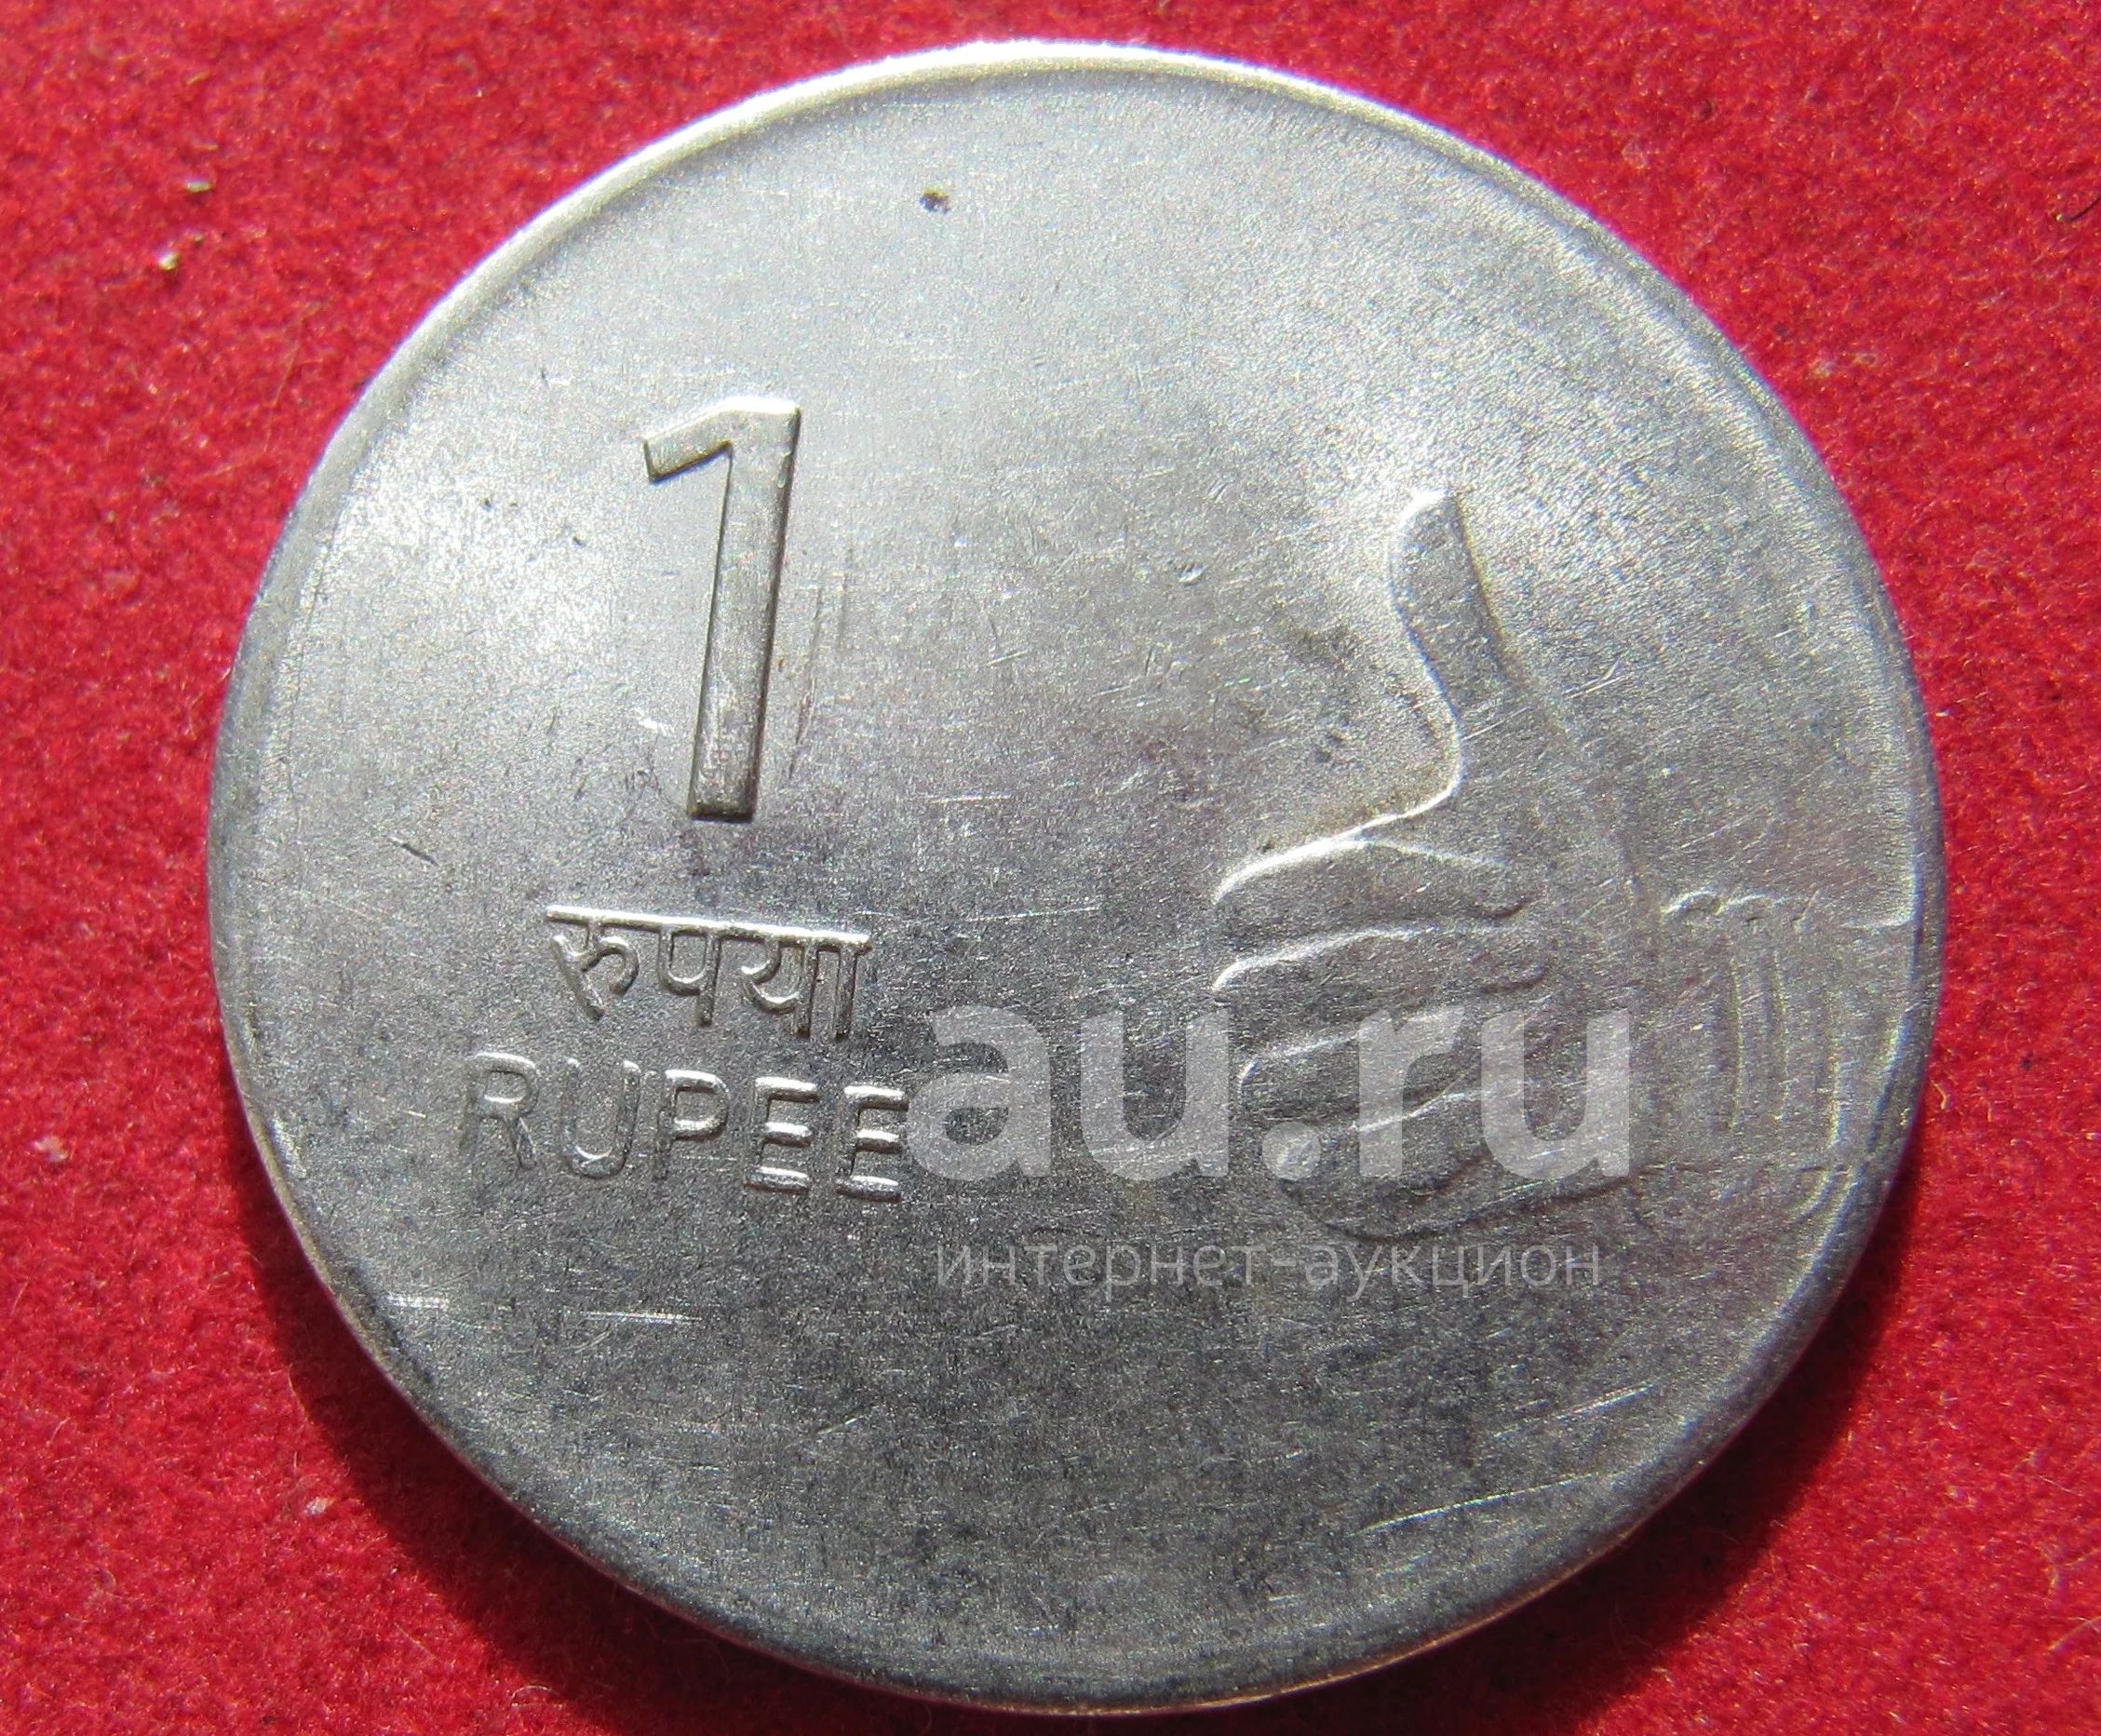 1
रुपया
RUPEE
au.ru
интернет-аукцион